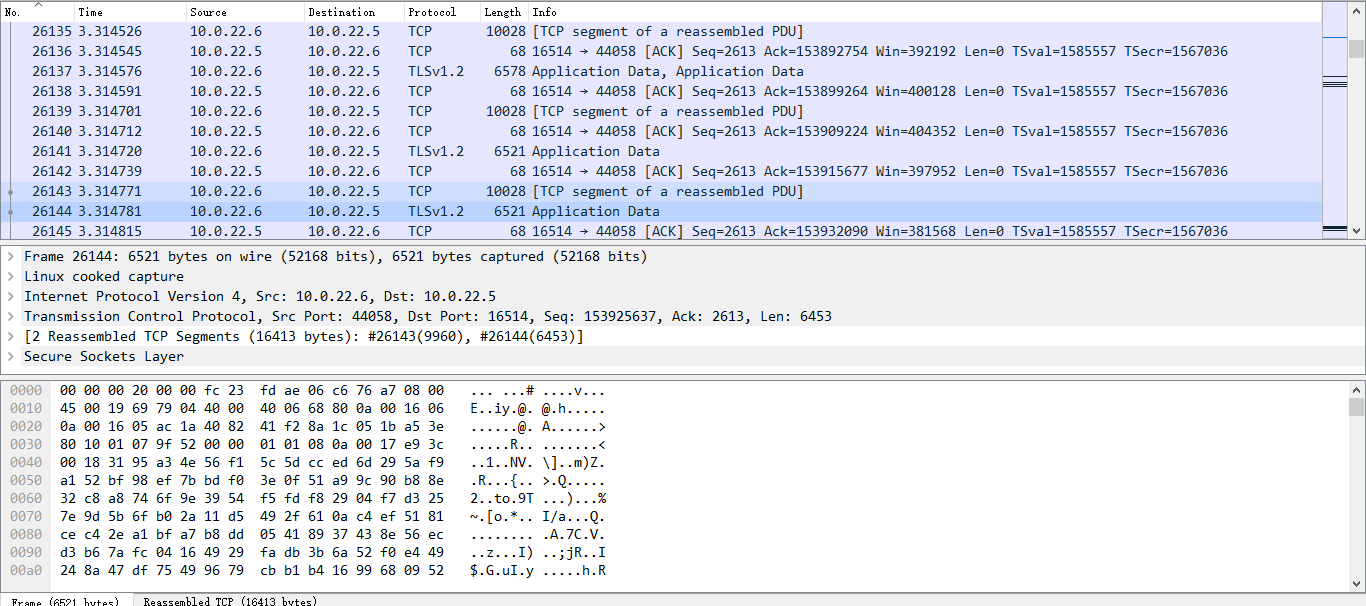 No. Time Source Destination Protocol Length Info
26135 3.314526 10.0.22.6 10.0.22.5 TCP 10028 [TCP segment of a reassembled PDU]
26136 3.314545 10.0.22.5 10.0.22.6 TCP 68 16514 → 44058 [ACK] Seq=2613 Ack=153892754 Win=392192 Len=0 TSval=1585557 TSecr=1567036
26137 3.314576 10.0.22.6 10.0.22.5 TLSv1.2 6578 Application Data, Application Data
26138 3.314591 10.0.22.5 10.0.22.6 TCP 68 16514 → 44058 [ACK] Seq=2613 Ack=153899264 Win=400128 Len=0 TSval=1585557 TSecr=1567036
26139 3.314701 10.0.22.6 10.0.22.5 TCP 10028 [TCP segment of a reassembled PDU]
26140 3.314712 10.0.22.5 10.0.22.6 TCP 68 16514 → 44058 [ACK] Seq=2613 Ack=153909224 Win=404352 Len=0 TSval=1585557 TSecr=1567036
26141 3.314720 10.0.22.6 10.0.22.5 TLSv1.2 6521 Application Data
26142 3.314739 10.0.22.5 10.0.22.6 TCP 68 16514 → 44058 [ACK] Seq=2613 Ack=153915677 Win=397952 Len=0 TSval=1585557 TSecr=1567036
26143 3.314771 10.0.22.6 10.0.22.5 TCP 10028 [TCP segment of a reassembled PDU]
26144 3.314781 10.0.22.6 10.0.22.5 TLSv1.2 6521 Application Data
26145 3.314815 10.0.22.5 10.0.22.6 TCP 68 16514 → 44058 [ACK] Seq=2613 Ack=153932090 Win=381568 Len=0 TSval=1585557 TSecr=1567036
Frame 26144: 6521 bytes on wire (52168 bits), 6521 bytes captured (52168 bits)
Linux cooked capture
Internet Protocol Version 4, Src: 10.0.22.6, Dst: 10.0.22.5
Transmission Control Protocol, Src Port: 44058, Dst Port: 16514, Seq: 153925637, Ack: 2613, Len: 6453
[2 Reassembled TCP Segments (16413 bytes): #26143(9960), #26144(6453)]
Secure Sockets Layer
0000 00 00 00 20 00 00 fc 23 fd ae 06 c6 76 a7 08 00 ... ...# ....v...
0010 45 00 19 69 79 04 40 00 40 06 68 80 0a 00 16 06 E..iy.@. @.h.....
0020 0a 00 16 05 ac 1a 40 82 41 f2 8a 1c 05 1b a5 3e ......@. A......>
0030 80 10 01 07 9f 52 00 00 01 01 08 0a 00 17 e9 3c .....R.. .......<
0040 00 18 31 95 a3 4e 56 f1 5c 5d cc ed 6d 29 5a f9 ..1..NV. \]..m)Z.
0050 a1 52 bf 98 ef 7b bd f0 3e 0f 51 a9 9c 90 b8 8e .R...{.. >.Q.....
0060 32 c8 a8 74 6f 9e 39 54 f5 fd f8 29 04 f7 d3 25 2..to.9T ...)...%
0070 7e 9d 5b 6f b0 2a 11 d5 49 2f 61 0a c4 ef 51 81 ~.[o.*.. I/a...Q.
0080 ce c4 2e a1 bf a7 b8 dd 05 41 89 37 43 8e 56 ec ........ .A.7C.V.
0090 d3 b6 7a fc 04 16 49 29 fa db 3b 6a 52 f0 e4 49 ..z...I) ..;jR..I
00a0 24 8a 47 df 75 49 96 79 cb b1 b4 16 99 68 09 52 $.G.uI.y .....h.R
Frame (6521 bytes) Reassembled TCP (16413 bytes)